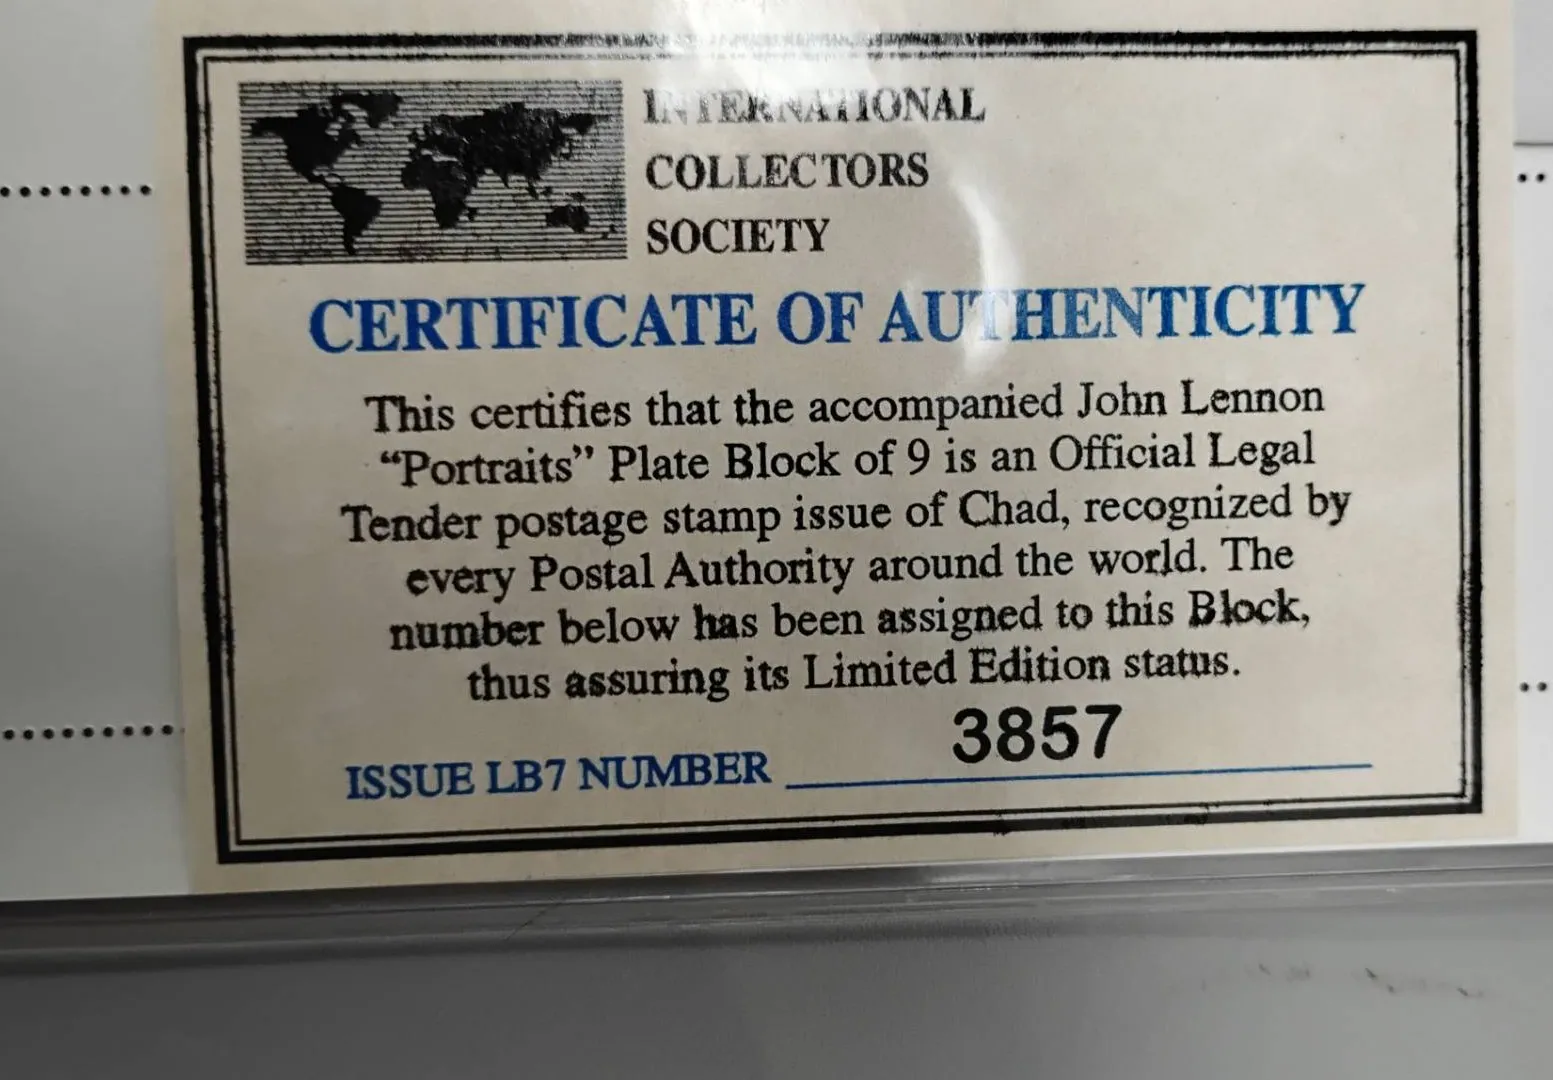 INTERNATIONAL
COLLECTORS
SOCIETY
CERTIFICATE OF AUTHENTICITY
This certifies that the accompanied John Lennon
“Portraits” Plate Block of 9 is an Official Legal
Tender postage stamp issue of Chad, recognized by
every Postal Authority around the world. The
number below has been assigned to this Block,
thus assuring its Limited Edition status.
ISSUE LB7 NUMBER 3857